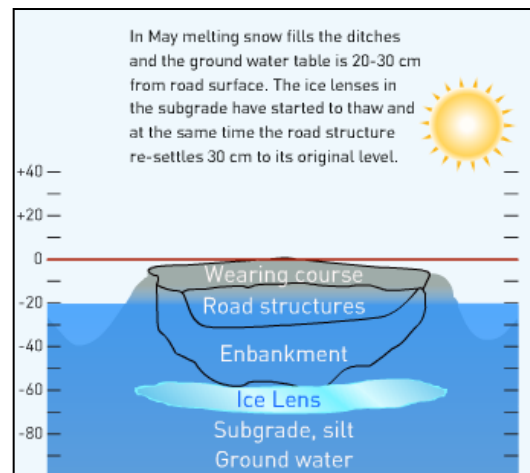 In May melting snow fills the ditches
and the ground water table is 20-30 cm
from road surface. The ice lenses in
the subgrade have started to thaw and
at the same time the road structure
re-settles 30 cm to its original level.
+40
+20
0
-20
-40
-60
-80
Wearing course
Road structures
Enbankment
Ice Lens
Subgrade, silt
Ground water